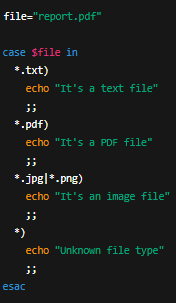 file="report.pdf"

case $file in
  *.txt)
    echo "It's a text file"
    ;;
  *.pdf)
    echo "It's a PDF file"
    ;;
  *.jpg|*.png)
    echo "It's an image file"
    ;;
  *)
    echo "Unknown file type"
    ;;
esac